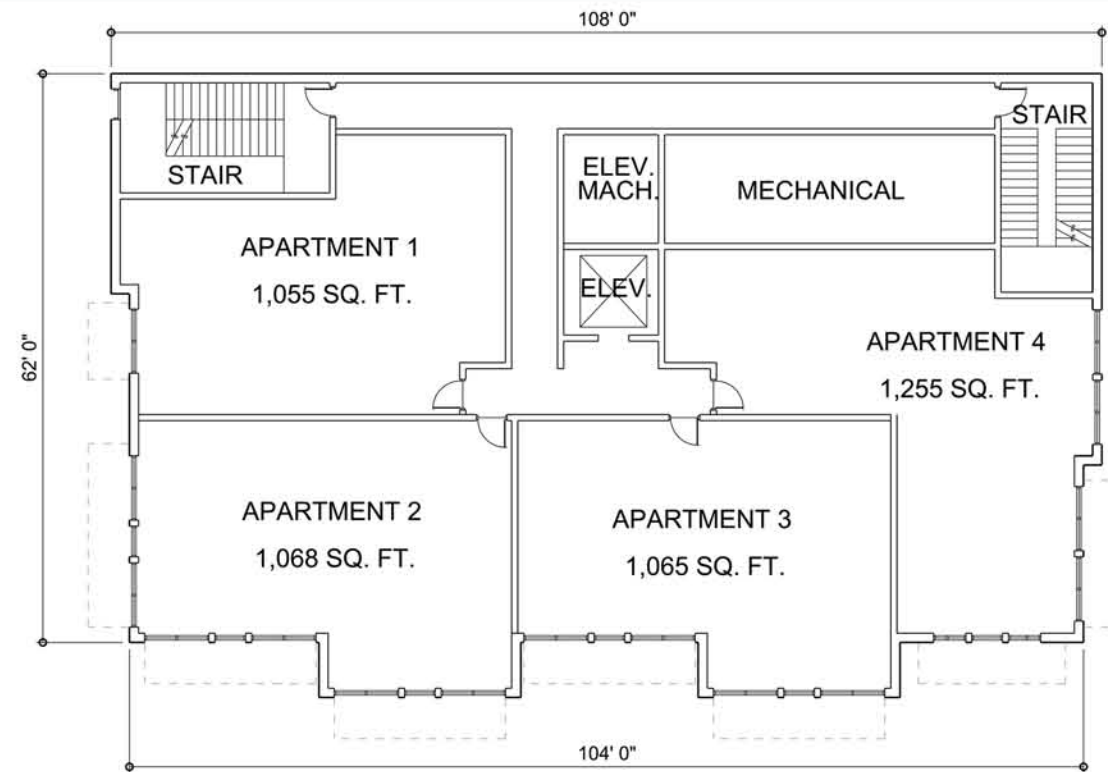 108' 0"
STAIR
STAIR
ELEV.
MACH.
MECHANICAL
APARTMENT 1
1,055 SQ. FT.
ELEV.
APARTMENT 4
1,255 SQ. FT.
62' 0"
APARTMENT 2
1,068 SQ. FT.
APARTMENT 3
1,065 SQ. FT.
104' 0"